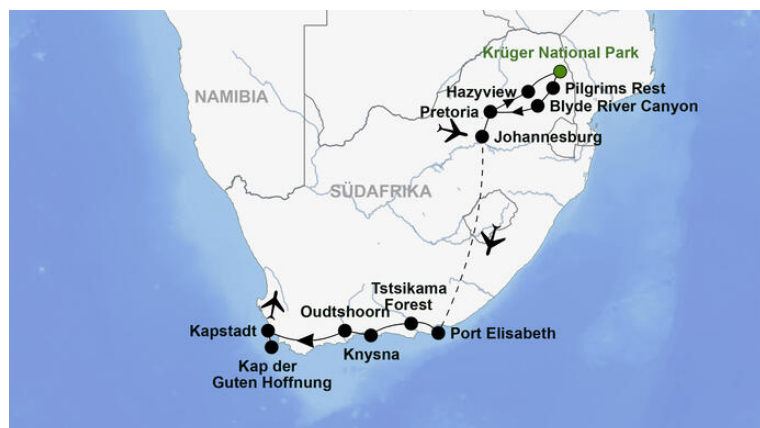 Krüger National Park
NAMIBIA
Hazyview
Pilgrims Rest
Pretoria
Blyde River Canyon
Johannesburg
SÜDAFRIKA
Tstsikama
Forest
Oudtshoorn
Kapstadt
Port Elisabeth
Knysna
Kap der
Guten Hoffnung